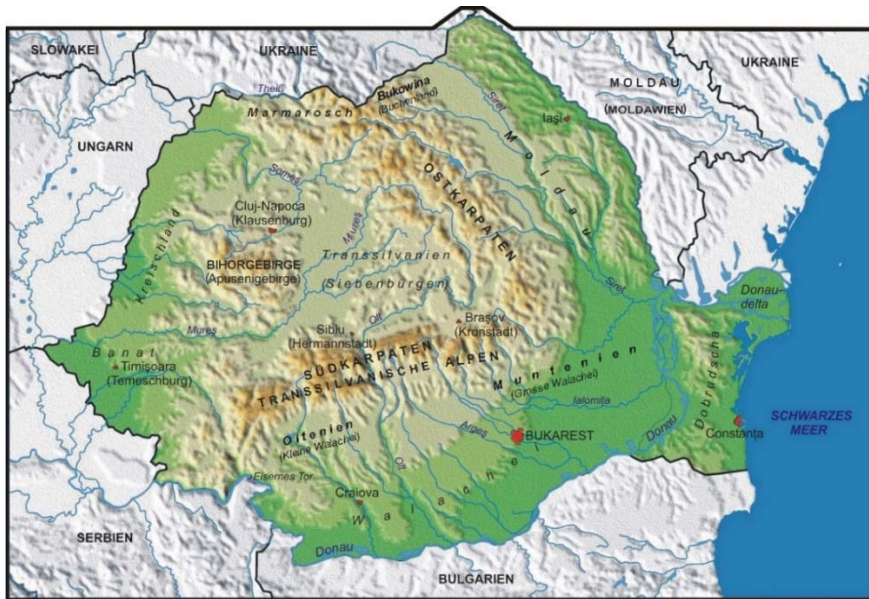 SLOWAKEI
UKRAINE
UKRAINE
MOLDAU
(MOLDAWIEN)
Theiß
Bukowina
(Buchenland)
Marmarosch
Siret
Iași
UNGARN
Moldau
OSTKARPATEN
Someș
Cluj-Napoca
(Klausenburg)
Kreischland
Mureș
BIHORGEBIRGE
(Apusenigebirge)
Transsilvanien
(Siebenbürgen)
Siret
Donau-
delta
Mureș
Olt
Sibiu
(Hermannstadt)
Brașov
(Kronstadt)
Banat
Timișoara
(Temeschburg)
SÜDKARPATEN
TRANSSILVANISCHE ALPEN
Muntenien
(Grosse Walachei)
Dobrudscha
Ialomița
SCHWARZES
MEER
Constanța
Argeș
BUKAREST
Donau
Oltenien
(Kleine Walachei)
Olt
Eisernes Tor
Craiova
Walachei
Donau
SERBIEN
BULGARIEN